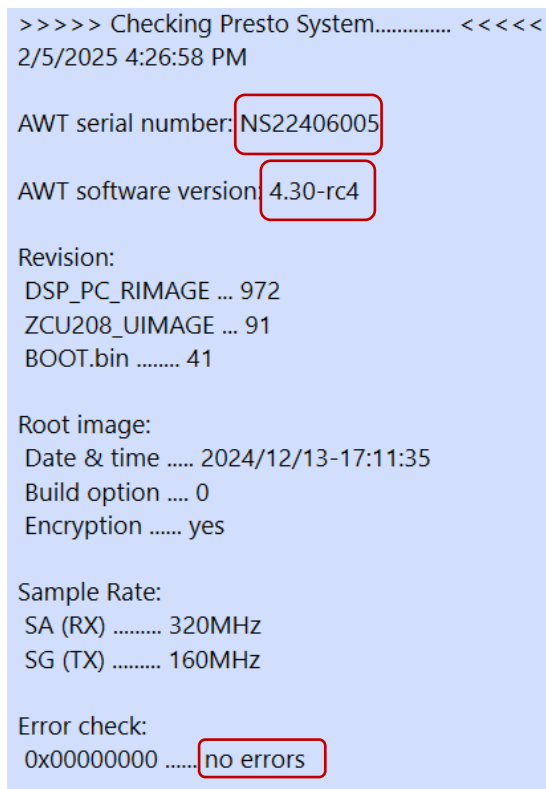 >>>>> Checking Presto System.............. <<<<<
2/5/2025 4:26:58 PM
AWT serial number: NS22406005
AWT software version: 4.30-rc4
Revision:
DSP_PC_RIMAGE ... 972
ZCU208_UIMAGE ... 91
BOOT.bin ........ 41
Root image:
Date & time ..... 2024/12/13-17:11:35
Build option .... 0
Encryption ...... yes
Sample Rate:
SA (RX) ......... 320MHz
SG (TX) ......... 160MHz
Error check:
0x00000000 ...... no errors